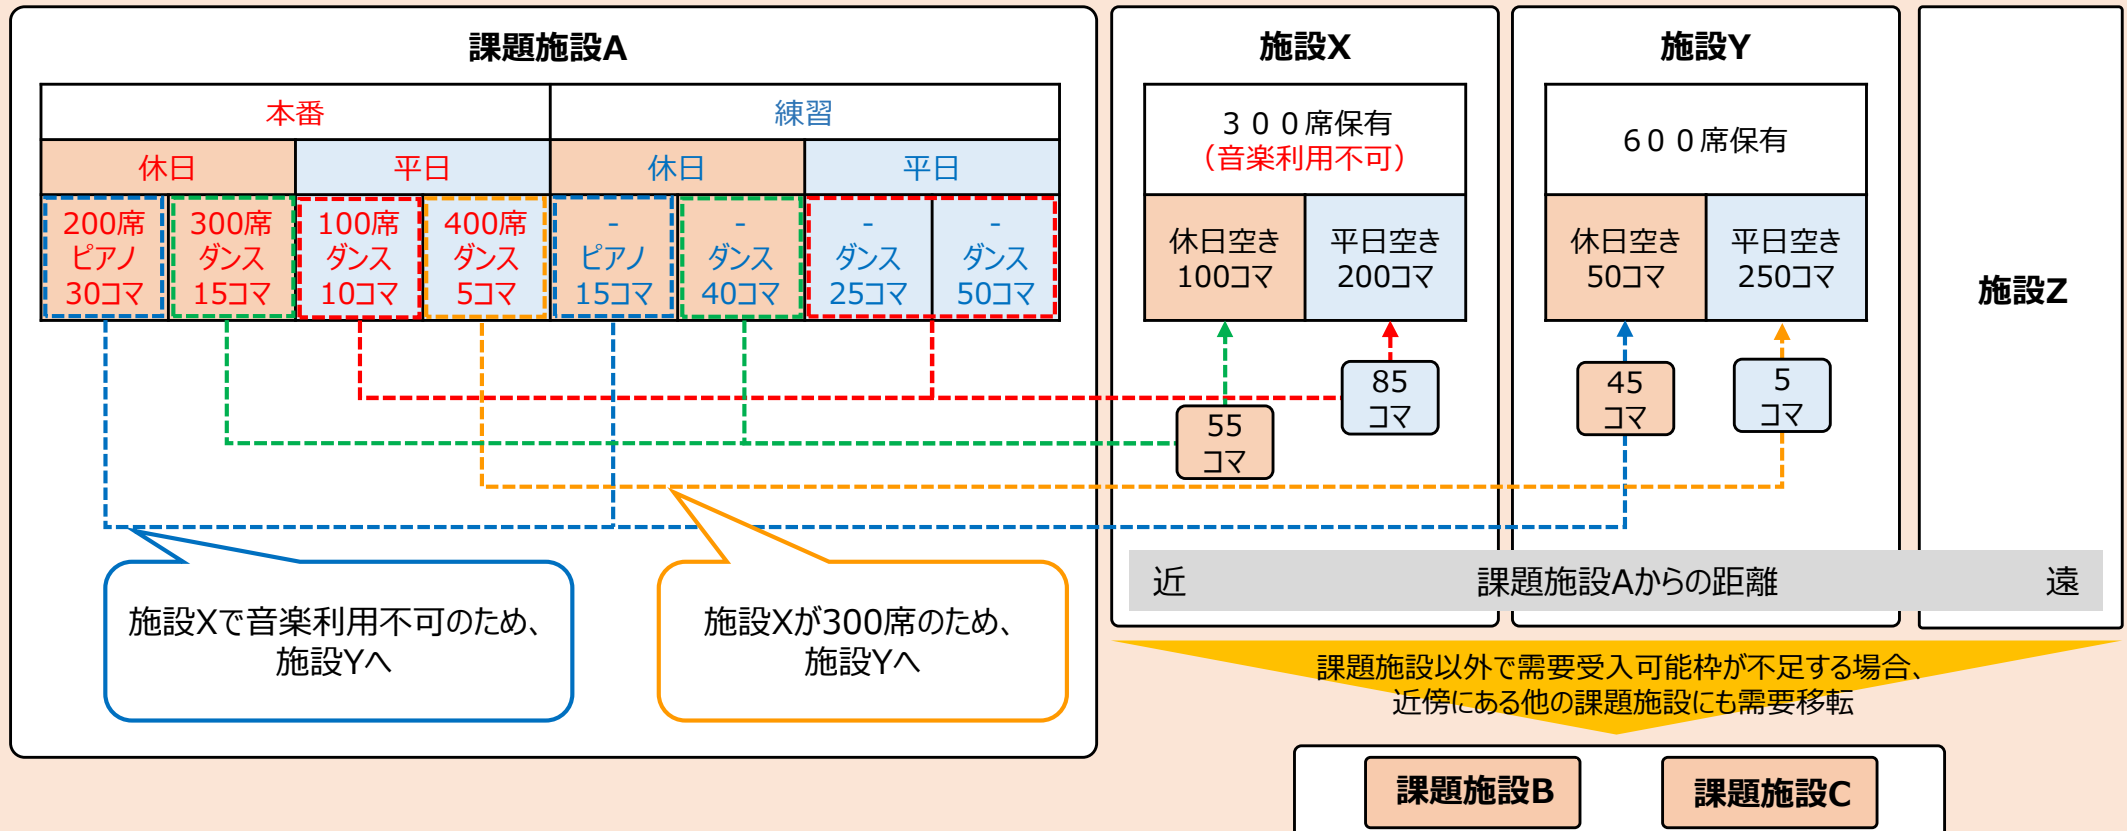 課題施設A
本番
練習
休日
平日
休日
平日
200席
ピアノ
30コマ
300席
ダンス
15コマ
100席
ダンス
10コマ
400席
ダンス
5コマ
-
ピアノ
15コマ
-
ダンス
40コマ
-
ダンス
25コマ
-
ダンス
50コマ
施設Xで音楽利用不可のため、
施設Yへ
施設Xが300席のため、
施設Yへ
施設X
３００席保有
（音楽利用不可）
休日空き
100コマ
平日空き
200コマ
55
コマ
85
コマ
施設Y
６００席保有
休日空き
50コマ
平日空き
250コマ
45
コマ
5
コマ
施設Z
近 課題施設Aからの距離 遠
課題施設以外で需要受入可能枠が不足する場合、
近傍にある他の課題施設にも需要移転
課題施設B
課題施設C